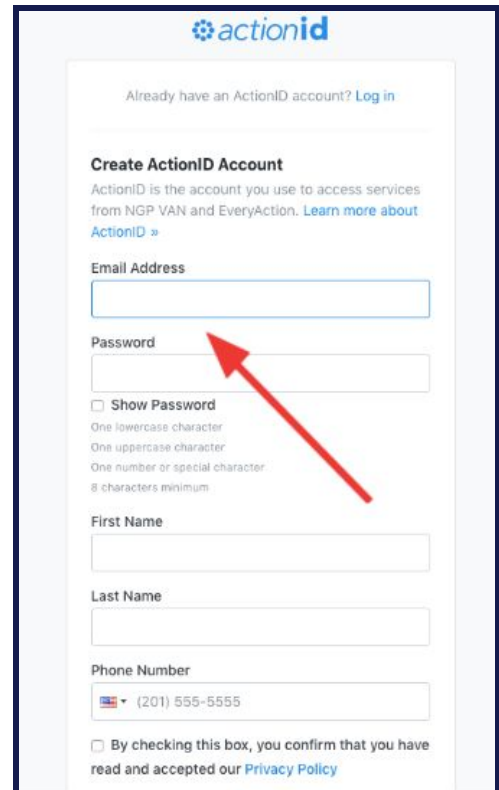 actionid
Already have an ActionID account? Log in
Create ActionID Account
ActionID is the account you use to access services
from NGP VAN and EveryAction. Learn more about
ActionID »
Email Address
Password
Show Password
One lowercase character
One uppercase character
One number or special character
8 characters minimum
First Name
Last Name
Phone Number
(201) 555-5555
By checking this box, you confirm that you have
read and accepted our Privacy Policy